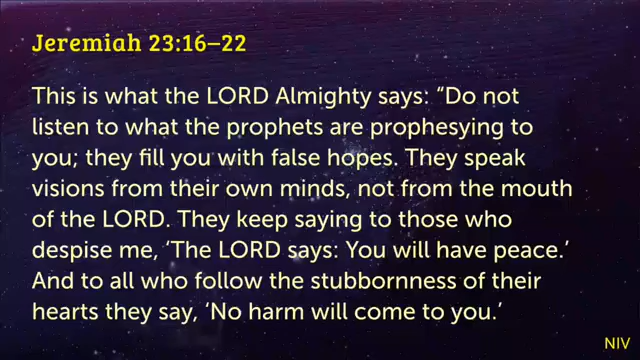 Jeremiah 23:16–22
This is what the LORD Almighty says: “Do not
listen to what the prophets are prophesying to
you; they fill you with false hopes. They speak
visions from their own minds, not from the mouth
of the LORD. They keep saying to those who
despise me, ‘The LORD says: You will have peace.’
And to all who follow the stubbornness of their
hearts they say, ‘No harm will come to you.’
NIV